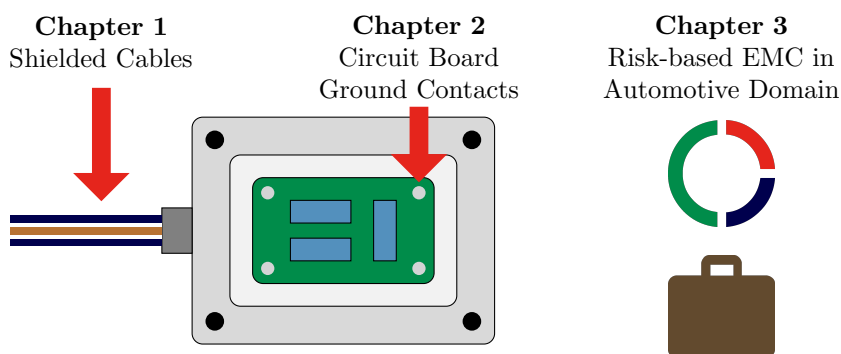 Chapter 1
Shielded Cables
Chapter 2
Circuit Board
Ground Contacts
Chapter 3
Risk-based EMC in
Automotive Domain